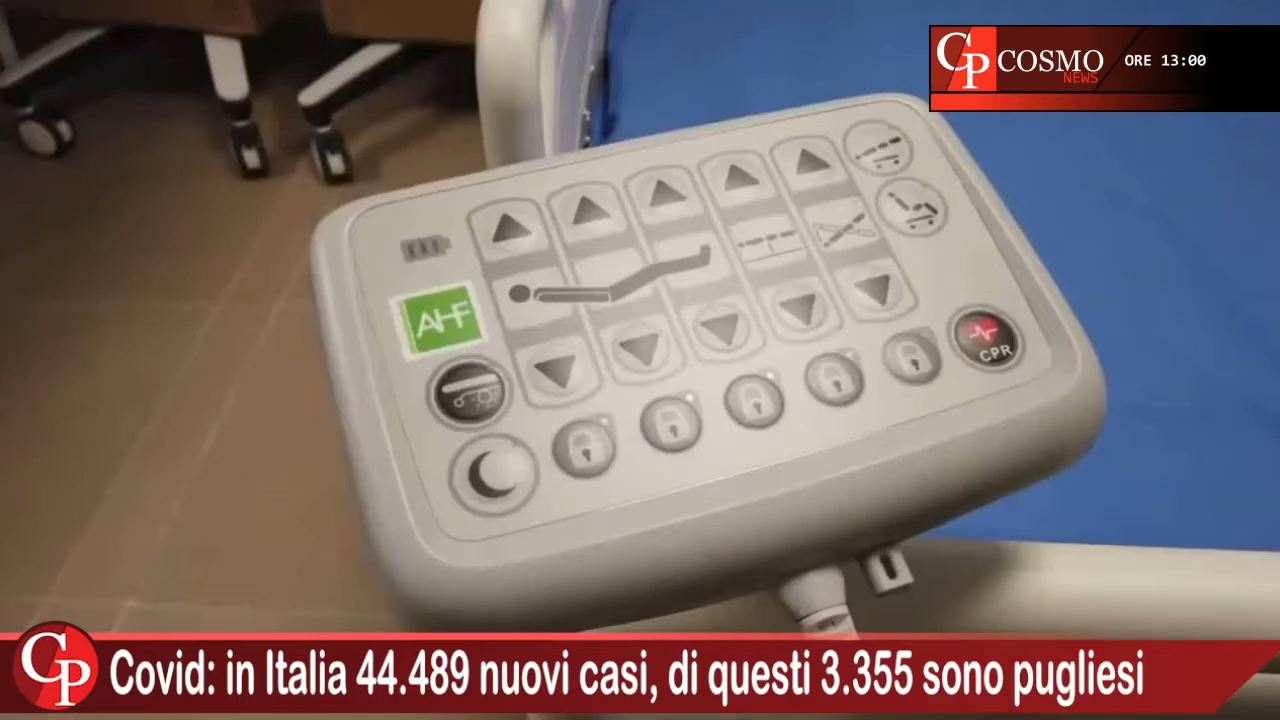 CP COSMO
NEWS
ORE 13:00
AHF
CPR
CP Covid: in Italia 44.489 nuovi casi, di questi 3.355 sono pugliesi